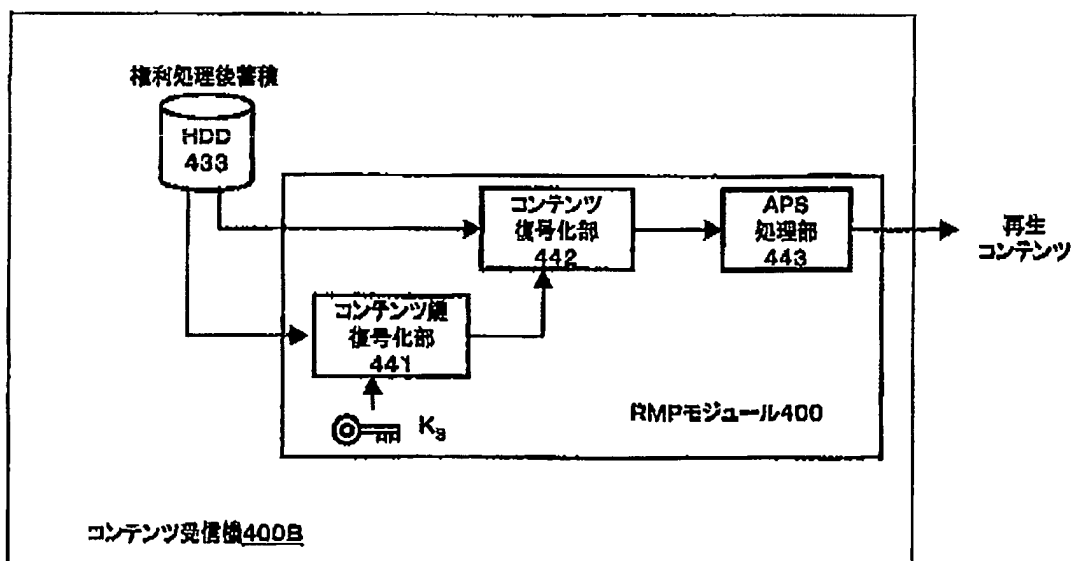 権利処理後蓄積
HDD
433
コンテンツ
復号化部
442
APS
処理部
443
再生
コンテンツ
コンテンツ鍵
復号化部
441
K₃
RMPモジュール400
コンテンツ受信機400B